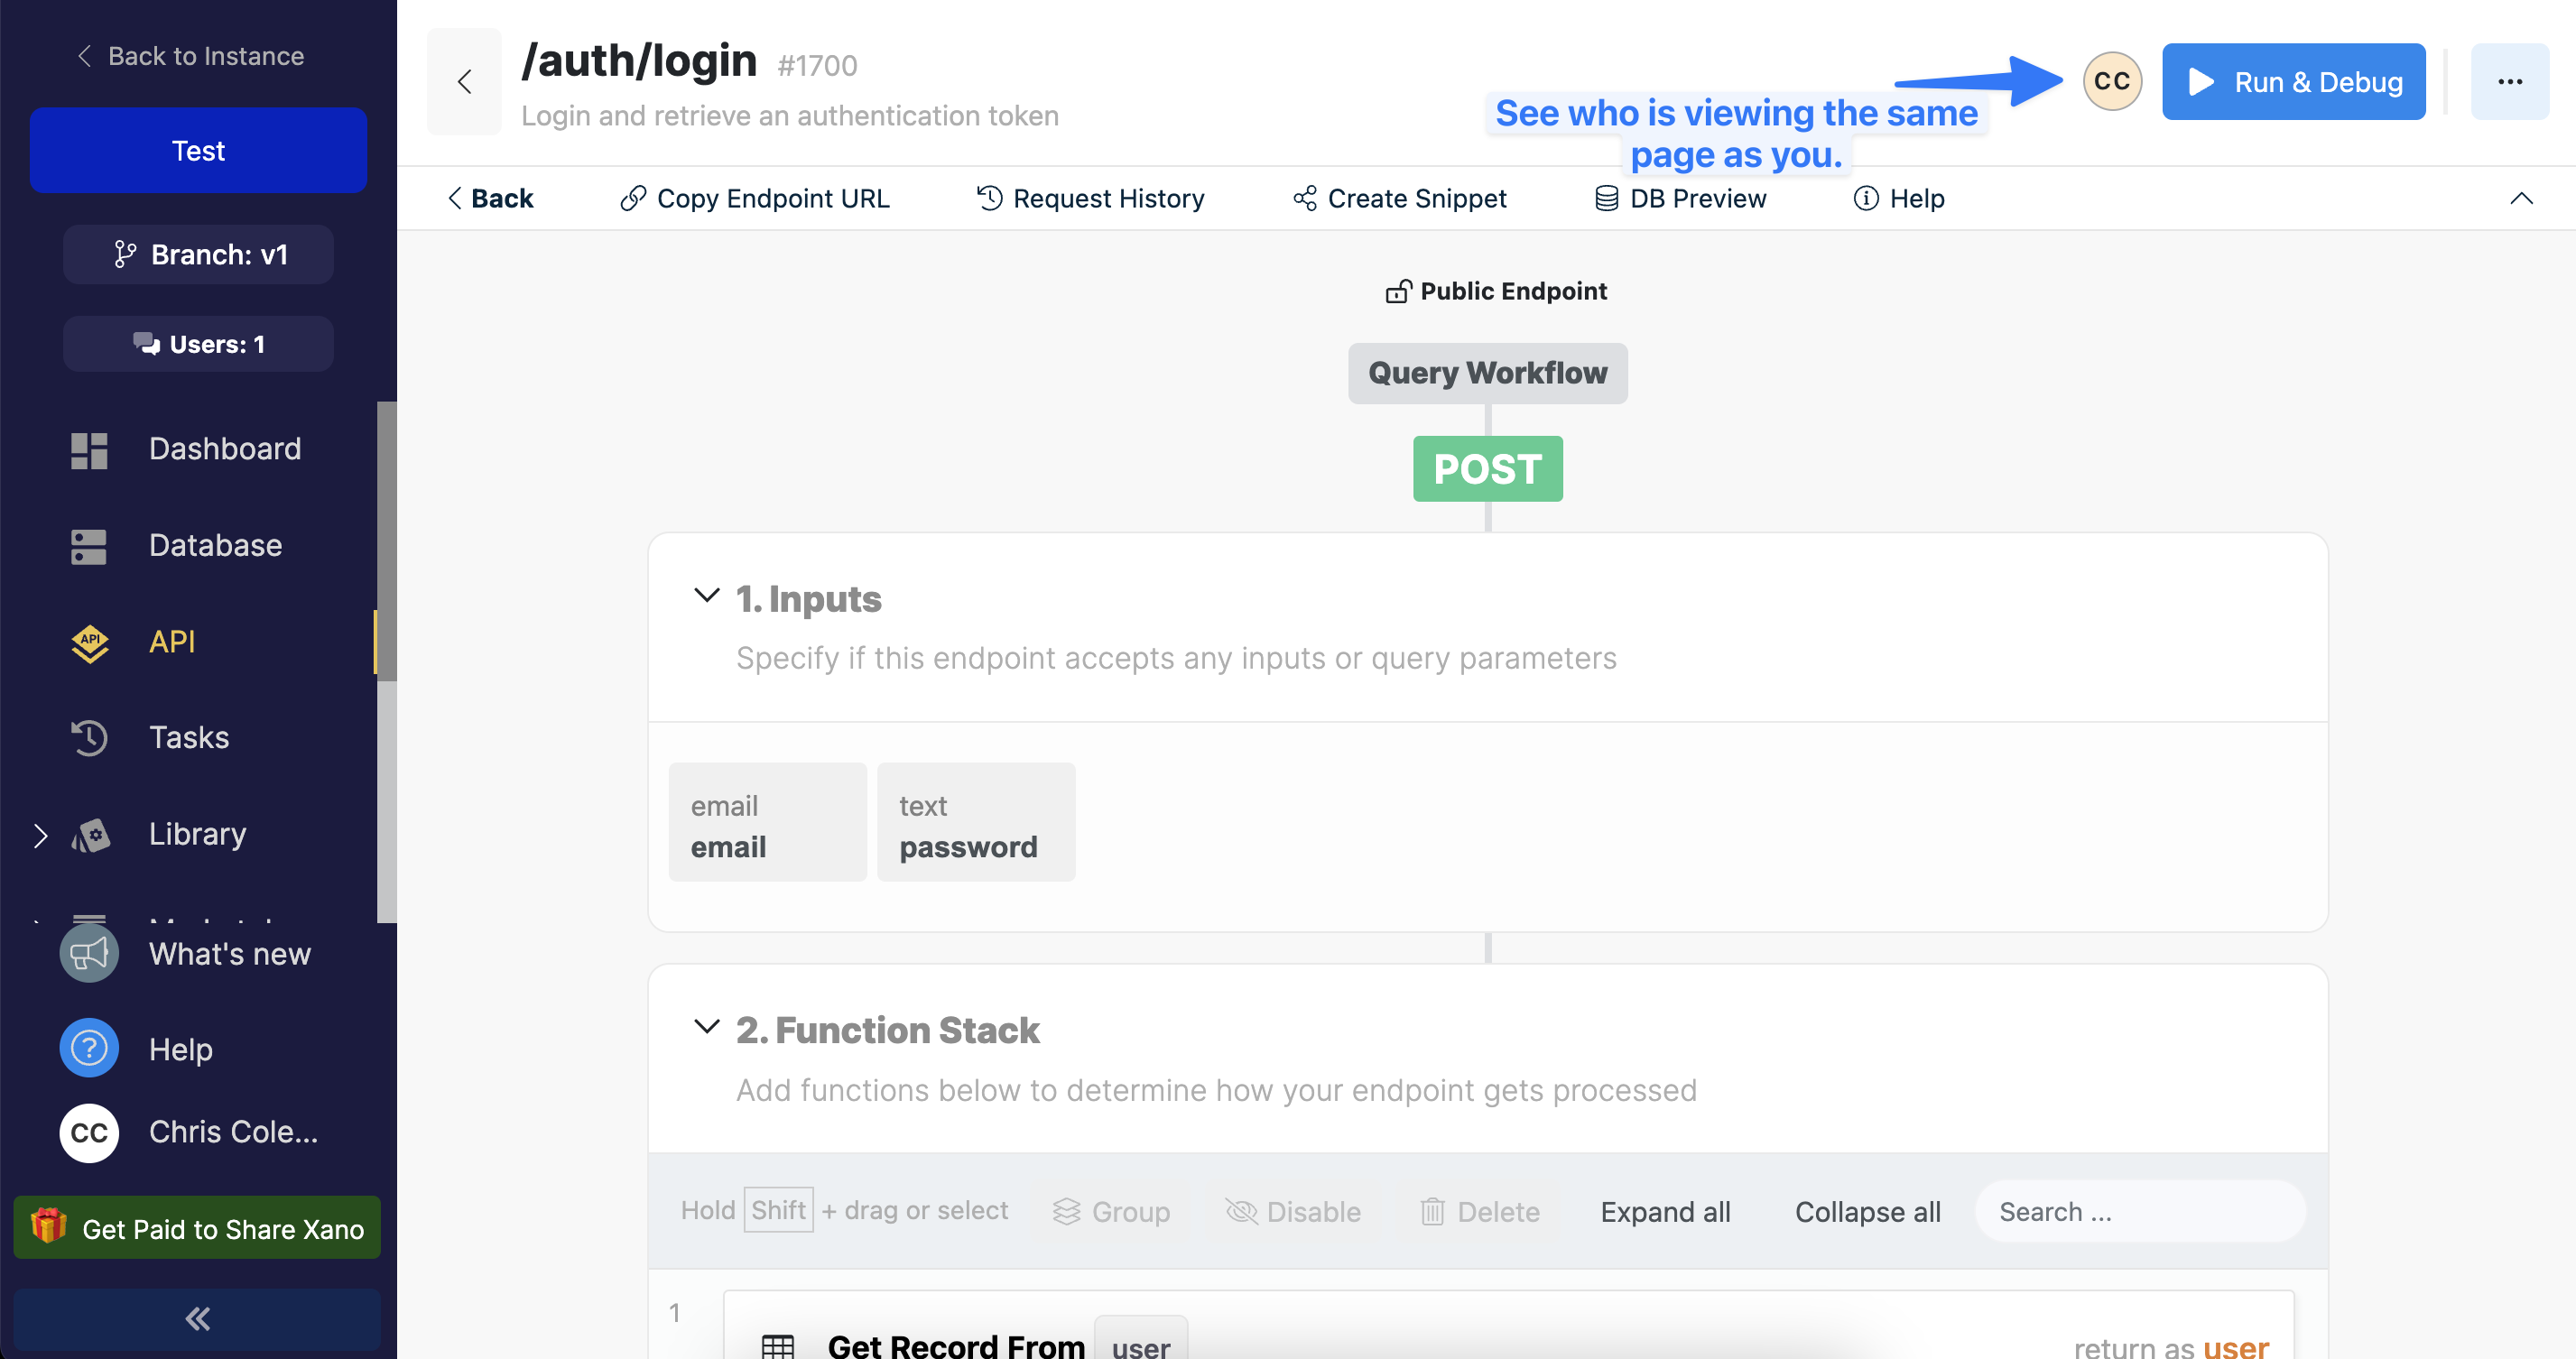 Back to Instance
Test
Branch: v1
Users: 1
Dashboard
Database
API
API
Tasks
Library
What's new
Help
CC
Chris Cole...
Get Paid to Share Xano
/auth/login #1700
Login and retrieve an authentication token
See who is viewing the same
page as you.
CC
Run & Debug
Back
Copy Endpoint URL
Request History
Create Snippet
DB Preview
Help
Public Endpoint
Query Workflow
POST
1. Inputs
Specify if this endpoint accepts any inputs or query parameters
email
email
text
password
2. Function Stack
Add functions below to determine how your endpoint gets processed
Hold Shift + drag or select
Group
Disable
Delete
Expand all
Collapse all
Search ...
1
Get Record From user
return as user